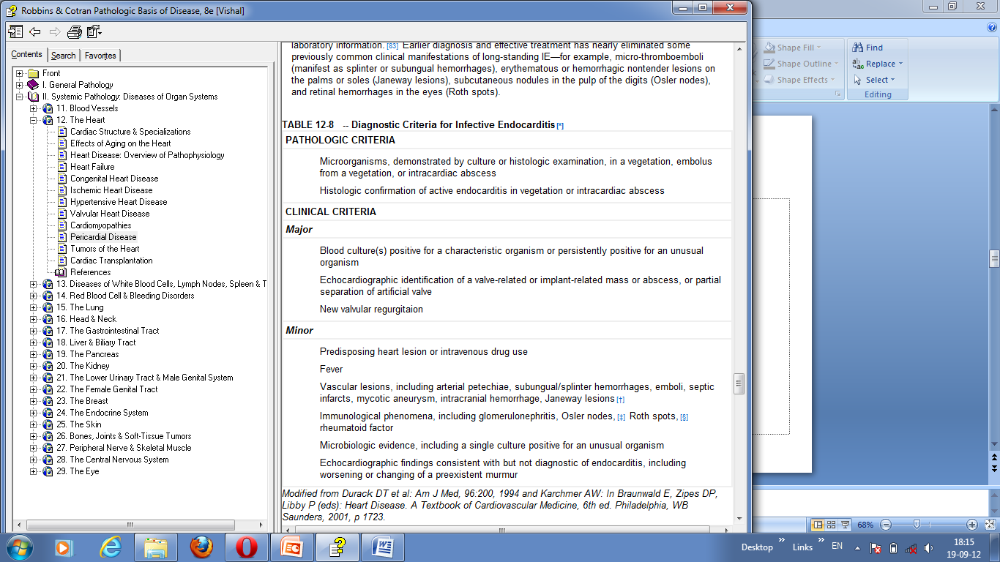 Robbins & Cotran Pathologic Basis of Disease, 8e [Vishal]
Contents
Search
Favorites
Front
I. General Pathology
II. Systemic Pathology: Diseases of Organ Systems
11. Blood Vessels
12. The Heart
Cardiac Structure & Specializations
Effects of Aging on the Heart
Heart Disease: Overview of Pathophysiology
Heart Failure
Congenital Heart Disease
Ischemic Heart Disease
Hypertensive Heart Disease
Valvular Heart Disease
Cardiomyopathies
Pericardial Disease
Tumors of the Heart
Cardiac Transplantation
References
13. Diseases of White Blood Cells, Lymph Nodes, Spleen & T
14. Red Blood Cell & Bleeding Disorders
15. The Lung
16. Head & Neck
17. The Gastrointestinal Tract
18. Liver & Biliary Tract
19. The Pancreas
20. The Kidney
21. The Lower Urinary Tract & Male Genital System
22. The Female Genital Tract
23. The Breast
24. The Endocrine System
25. The Skin
26. Bones, Joints & Soft-Tissue Tumors
27. Peripheral Nerve & Skeletal Muscle
28. The Central Nervous System
29. The Eye
laboratory information. [83] Earlier diagnosis and effective treatment has nearly eliminated some
previously common clinical manifestations of long-standing IE—for example, micro-thromboemboli
(manifest as splinter or subungual hemorrhages), erythematous or hemorrhagic nontender lesions on
the palms or soles (Janeway lesions), subcutaneous nodules in the pulp of the digits (Osler nodes),
and retinal hemorrhages in the eyes (Roth spots).
TABLE 12-8 -- Diagnostic Criteria for Infective Endocarditis[*]
PATHOLOGIC CRITERIA
Microorganisms, demonstrated by culture or histologic examination, in a vegetation, embolus
from a vegetation, or intracardiac abscess
Histologic confirmation of active endocarditis in vegetation or intracardiac abscess
CLINICAL CRITERIA
Major
Blood culture(s) positive for a characteristic organism or persistently positive for an unusual
organism
Echocardiographic identification of a valve-related or implant-related mass or abscess, or partial
separation of artificial valve
New valvular regurgitaion
Minor
Predisposing heart lesion or intravenous drug use
Fever
Vascular lesions, including arterial petechiae, subungual/splinter hemorrhages, emboli, septic
infarcts, mycotic aneurysm, intracranial hemorrhage, Janeway lesions[†]
Immunological phenomena, including glomerulonephritis, Osler nodes,[‡] Roth spots,[§]
rheumatoid factor
Microbiologic evidence, including a single culture positive for an unusual organism
Echocardiographic findings consistent with but not diagnostic of endocarditis, including
worsening or changing of a preexistent murmur
Modified from Durack DT et al: Am J Med, 96:200, 1994 and Karchmer AW: In Braunwald E, Zipes DP,
Libby P (eds): Heart Disease. A Textbook of Cardiovascular Medicine, 6th ed. Philadelphia, WB
Saunders, 2001, p 1723.
Shape Fill
Shape Outline
Shape Effects
Find
Replace
Select
Editing
68%
Desktop
Links
EN
18:15
19-09-12